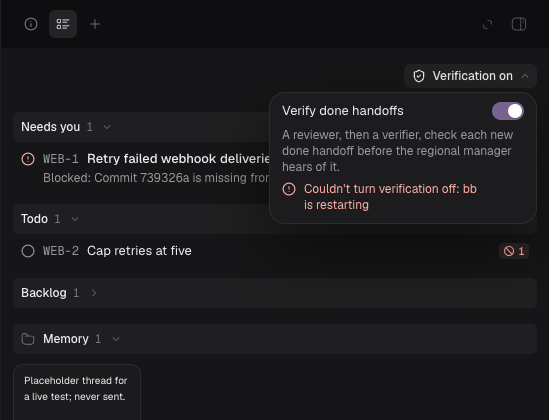 Verification on
Verify done handoffs
A reviewer, then a verifier, check each new
done handoff before the regional manager
hears of it.
Couldn't turn verification off: bb
is restarting
Needs you 1
WEB-1 Retry failed webhook
Blocked: Commit 739326a is missing
Todo 1
WEB-2 Cap retries at five
1
Backlog 1
Memory 1
Placeholder thread for
a live test; never sent.